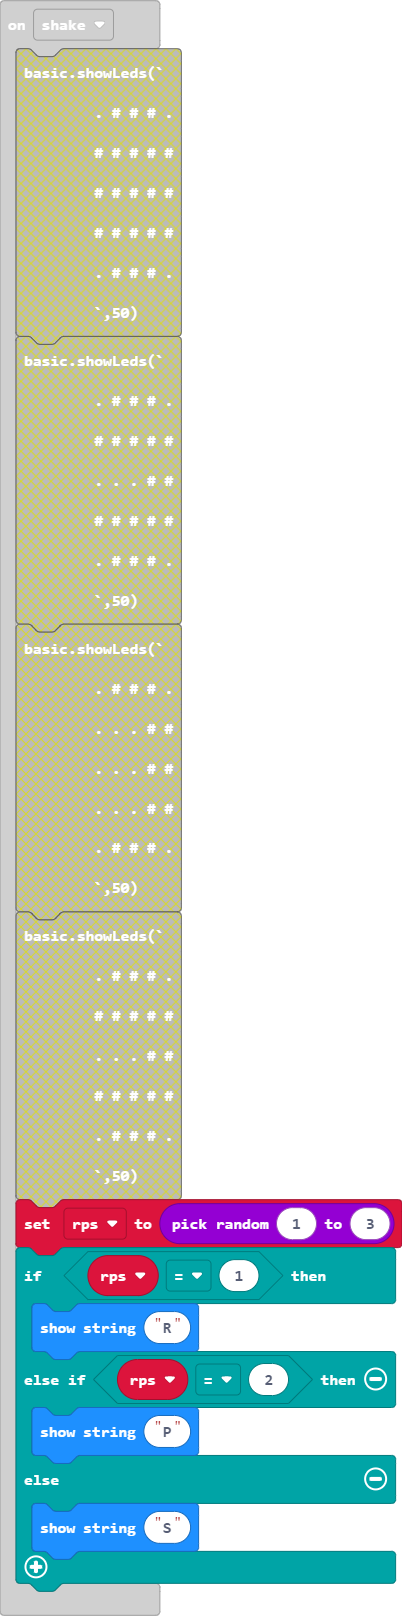 on shake
basic.showLeds(`
. # # # .
# # # # #
# # # # #
# # # # #
. # # # .
`,50)
basic.showLeds(`
. # # # .
# # # # #
. . . # #
# # # # #
. # # # .
`,50)
basic.showLeds(`
. # # # .
. . . # #
. . . # #
. . . # #
. # # # .
`,50)
basic.showLeds(`
. # # # .
# # # # #
. . . # #
# # # # #
. # # # .
`,50)
set rps to pick random 1 to 3
if rps = 1 then
show string "R"
else if rps = 2 then
show string "P"
else
show string "S"